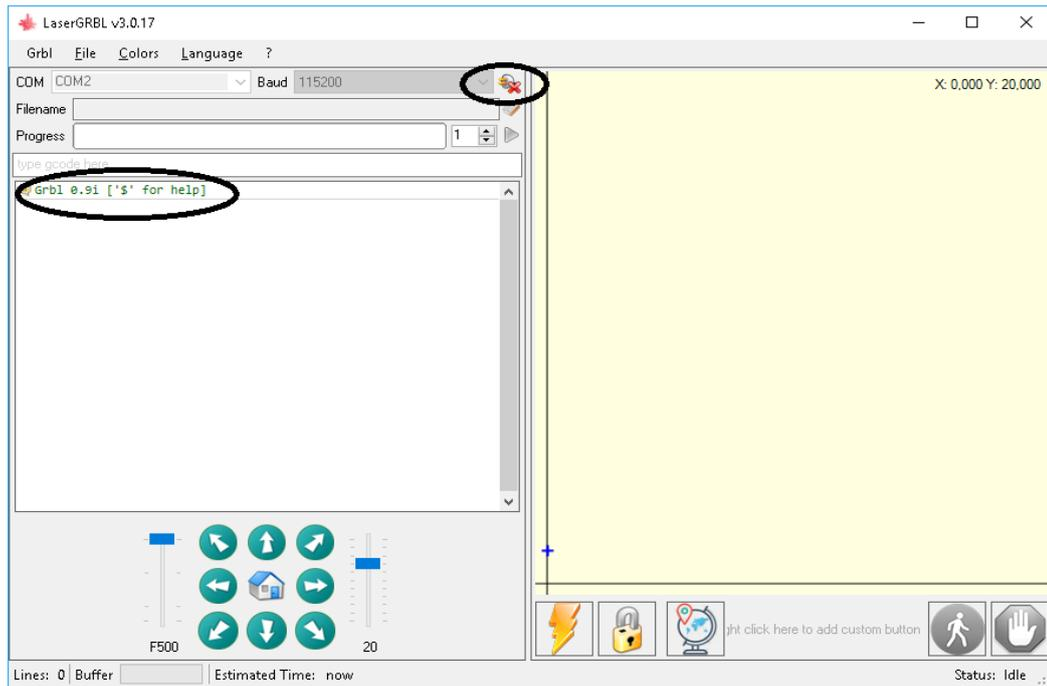 LaserGRBL v3.0.17
Grbl File Colors Language ?
COM COM2 Baud 115200
X: 0,000 Y: 20,000
Filename
Progress 1
type gcode here
Grbl 0.9i ['$' for help]
F500 20
ht click here to add custom button
Lines: 0 Buffer Estimated Time: now Status: Idle